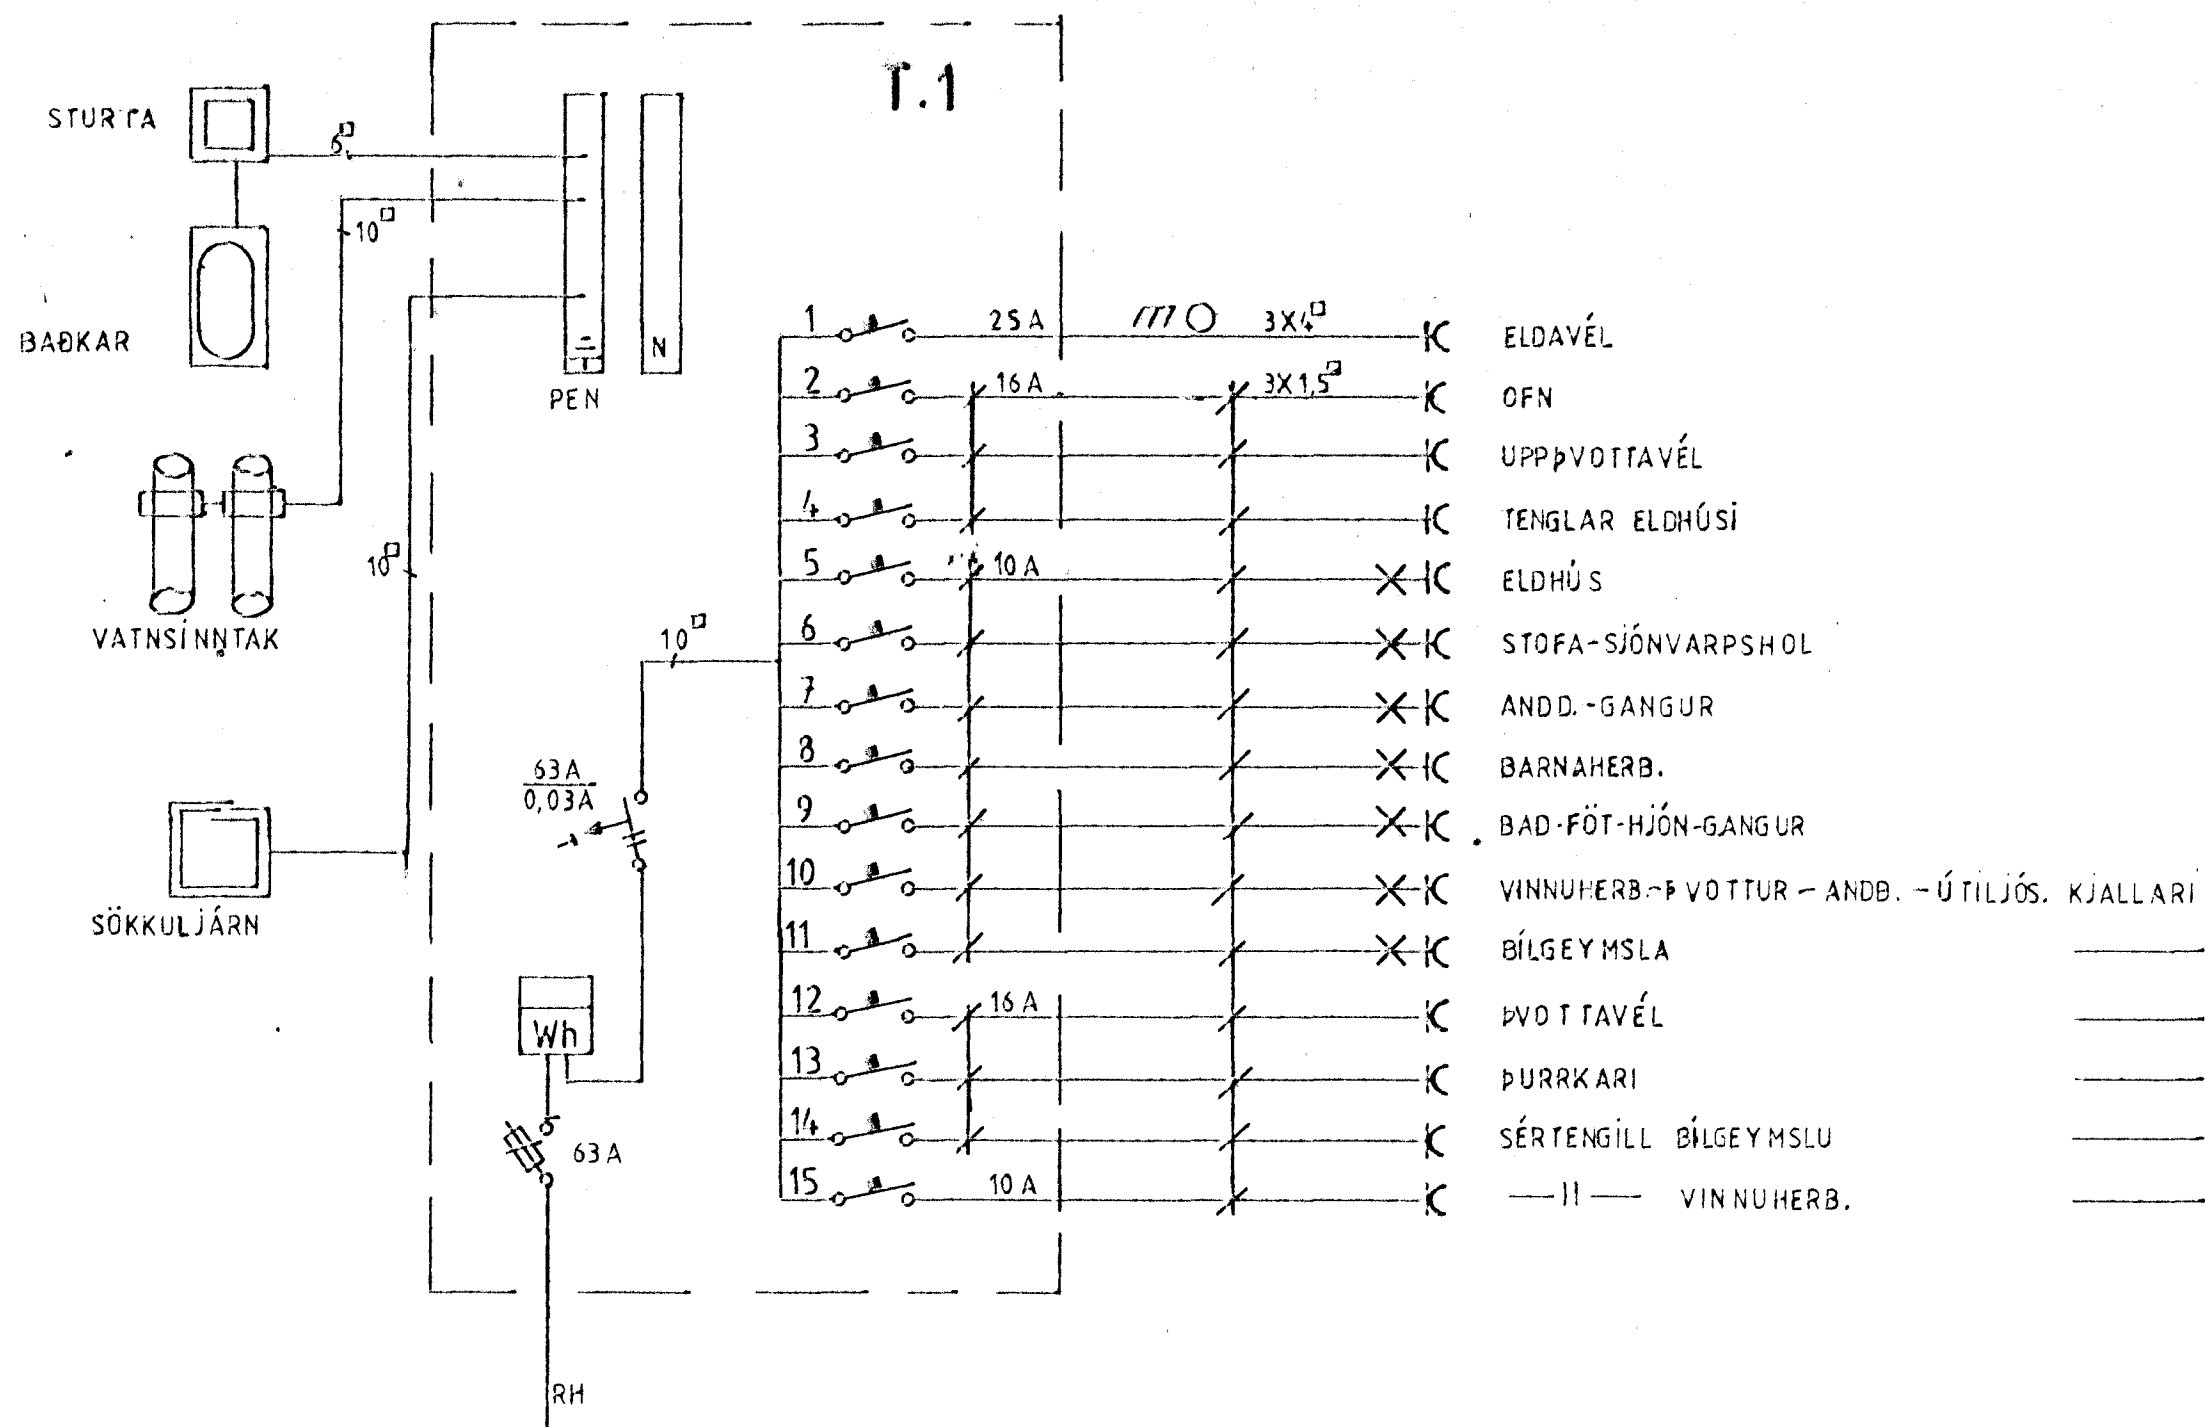 T.1
STURTA
6□
10□
BAÐKAR
N
PEN
VATNSÍNNTAK
10□
10□
SÖKKULJÁRN
63A
0,03A
Wh
63A
RH
1 25A 3X4□ ELDAVÉL
2 16A 3X1,5□ OFN
3 UPPÞVOTTAVÉL
4 TENGLAR ELDHÚSÍ
5 10A ELDHÚS
6 STOFA-SJÓNVARPSHOL
7 ANDD.-GANGUR
8 BARNAHERB.
9 BAD-FÖT-HJÓN-GANGUR
10 VINNUHERB.-ÞVOTTUR-ANDD.-ÚTILJÓS. KJALLARI
11 BÍLGEYMSLA
12 16A ÞVOTTAVÉL
13 ÞURRKARI
14 SÉRTENGÍLL BÍLGEYMSLU
15 10A —II— VINNUHERB.